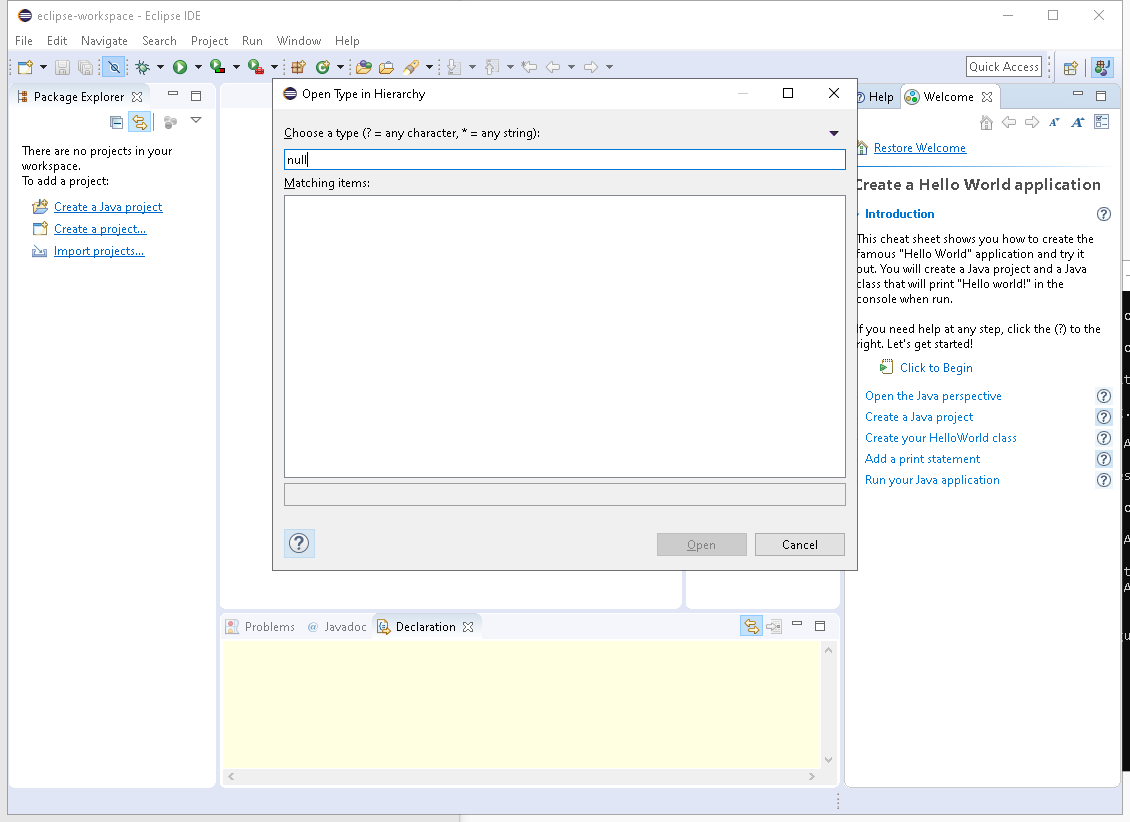 eclipse-workspace - Eclipse IDE
File Edit Navigate Search Project Run Window Help
Quick Access
Package Explorer
There are no projects in your
workspace.
To add a project:
Create a Java project
Create a project...
Import projects...
Open Type in Hierarchy
Choose a type (? = any character, * = any string):
null
Matching items:
Open
Cancel
Help
Welcome
Restore Welcome
Create a Hello World application
Introduction
This cheat sheet shows you how to create the
famous "Hello World" application and try it
out. You will create a Java project and a Java
class that will print "Hello world!" in the
console when run.
If you need help at any step, click the (?) to the
right. Let's get started!
Click to Begin
Open the Java perspective
Create a Java project
Create your HelloWorld class
Add a print statement
Run your Java application
Problems @ Javadoc Declaration